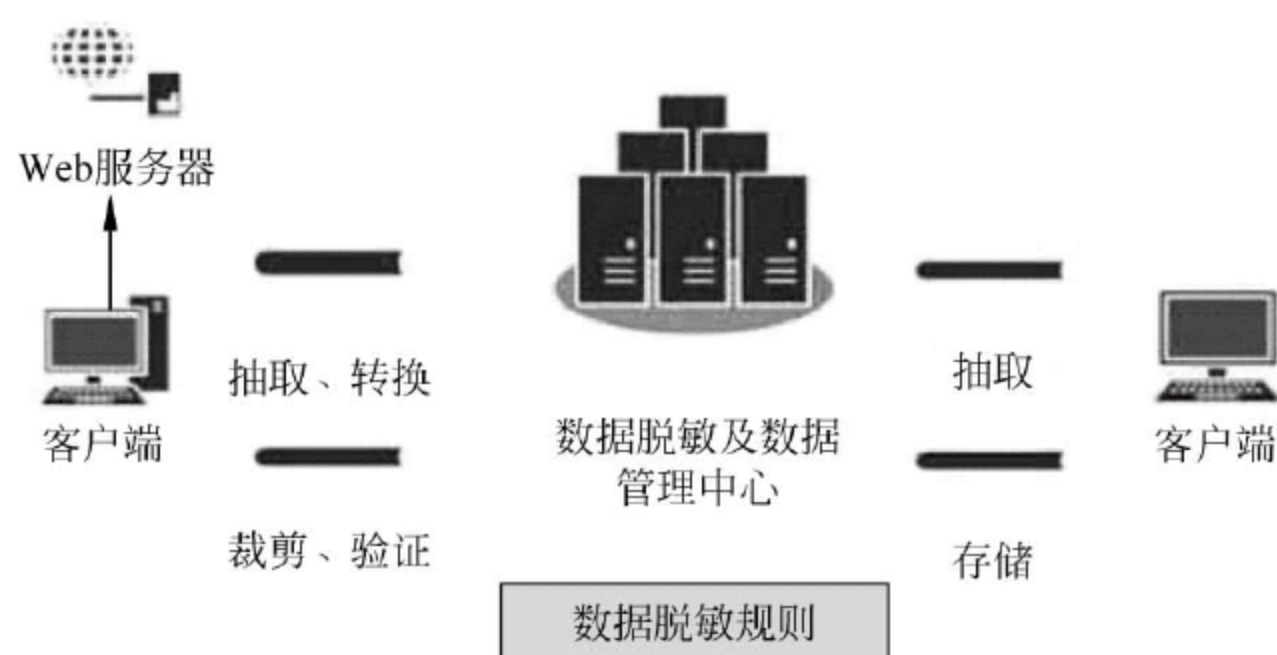 Web服务器
客户端
抽取、转换
裁剪、验证
数据脱敏及数据
管理中心
数据脱敏规则
抽取
存储
客户端